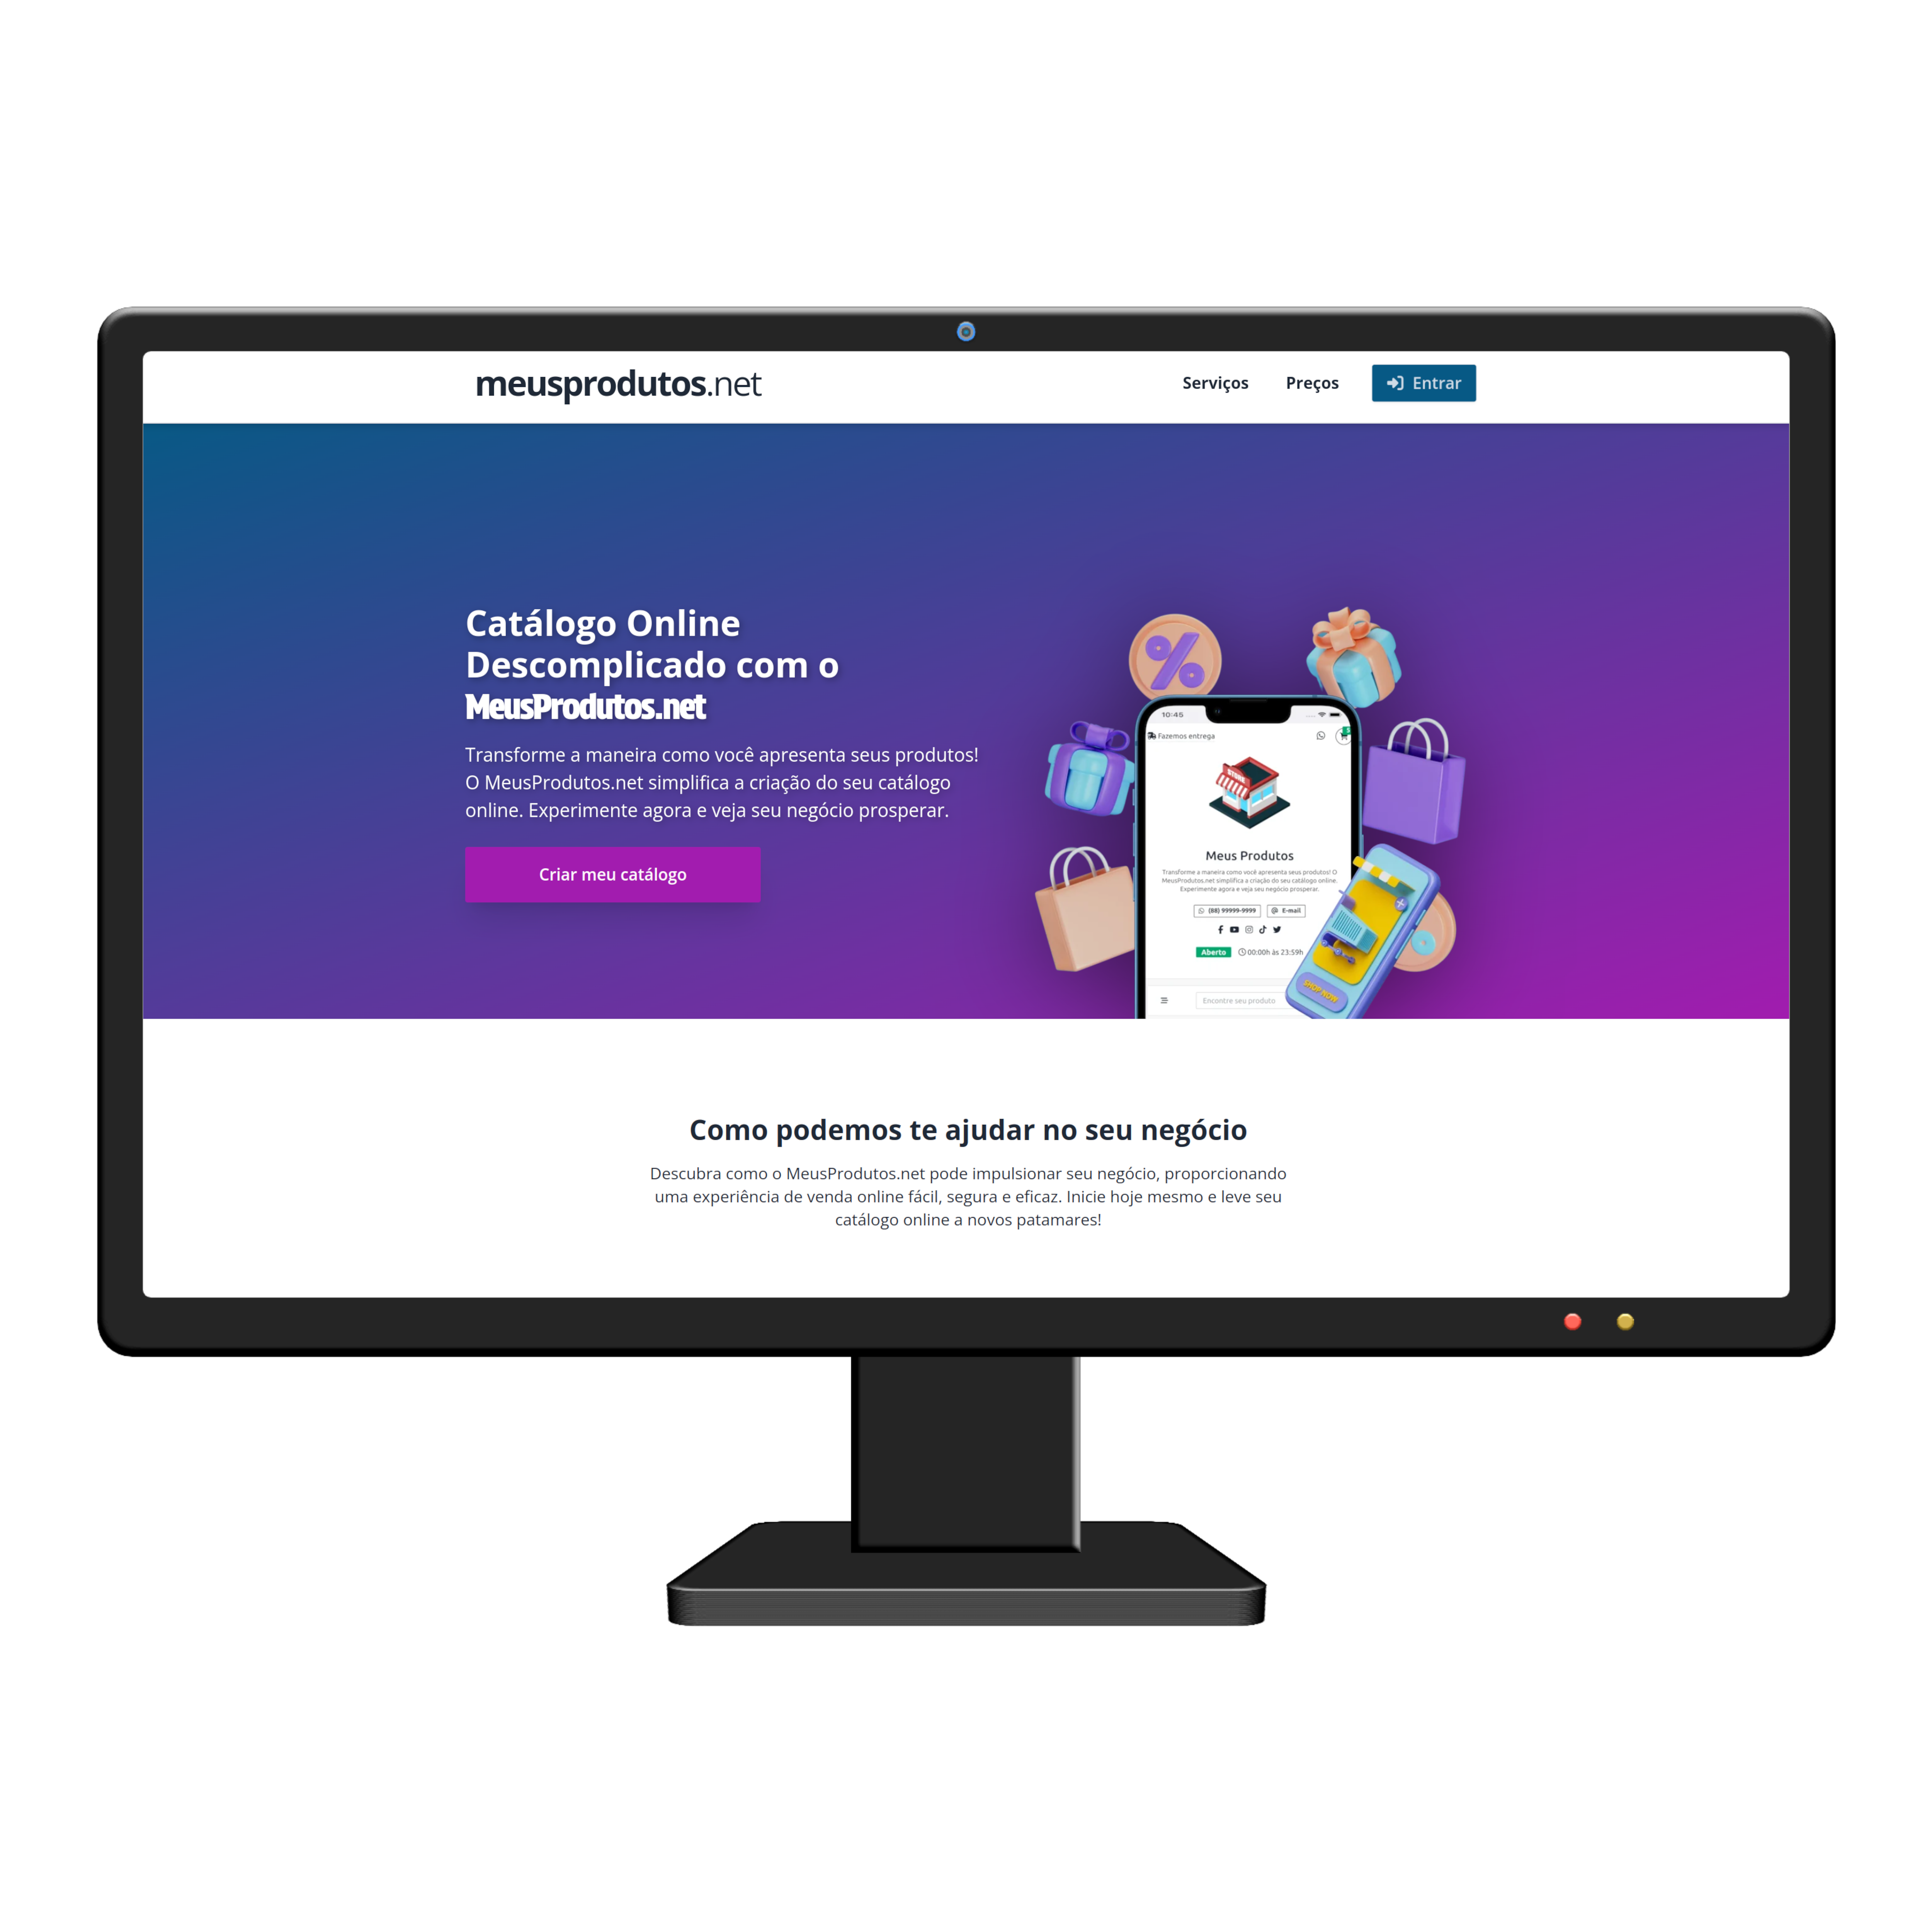 meusprodutos.net
Serviços
Preços
Entrar
Catálogo Online
Descomplicado com o
MeusProdutos.net
Transforme a maneira como você apresenta seus produtos!
O MeusProdutos.net simplifica a criação do seu catálogo
online. Experimente agora e veja seu negócio prosperar.
Criar meu catálogo
10:45
Fazemos entrega
STORE
Meus Produtos
Transforme a maneira como você apresenta seus produtos! O
MeusProdutos.net simplifica a criação do seu catálogo online.
Experimente agora e veja seu negócio prosperar.
(88) 99999-9999
E-mail
Aberto
00:00h às 23:59h
Encontre seu produto
SHOP NOW
Como podemos te ajudar no seu negócio
Descubra como o MeusProdutos.net pode impulsionar seu negócio, proporcionando
uma experiência de venda online fácil, segura e eficaz. Inicie hoje mesmo e leve seu
catálogo online a novos patamares!